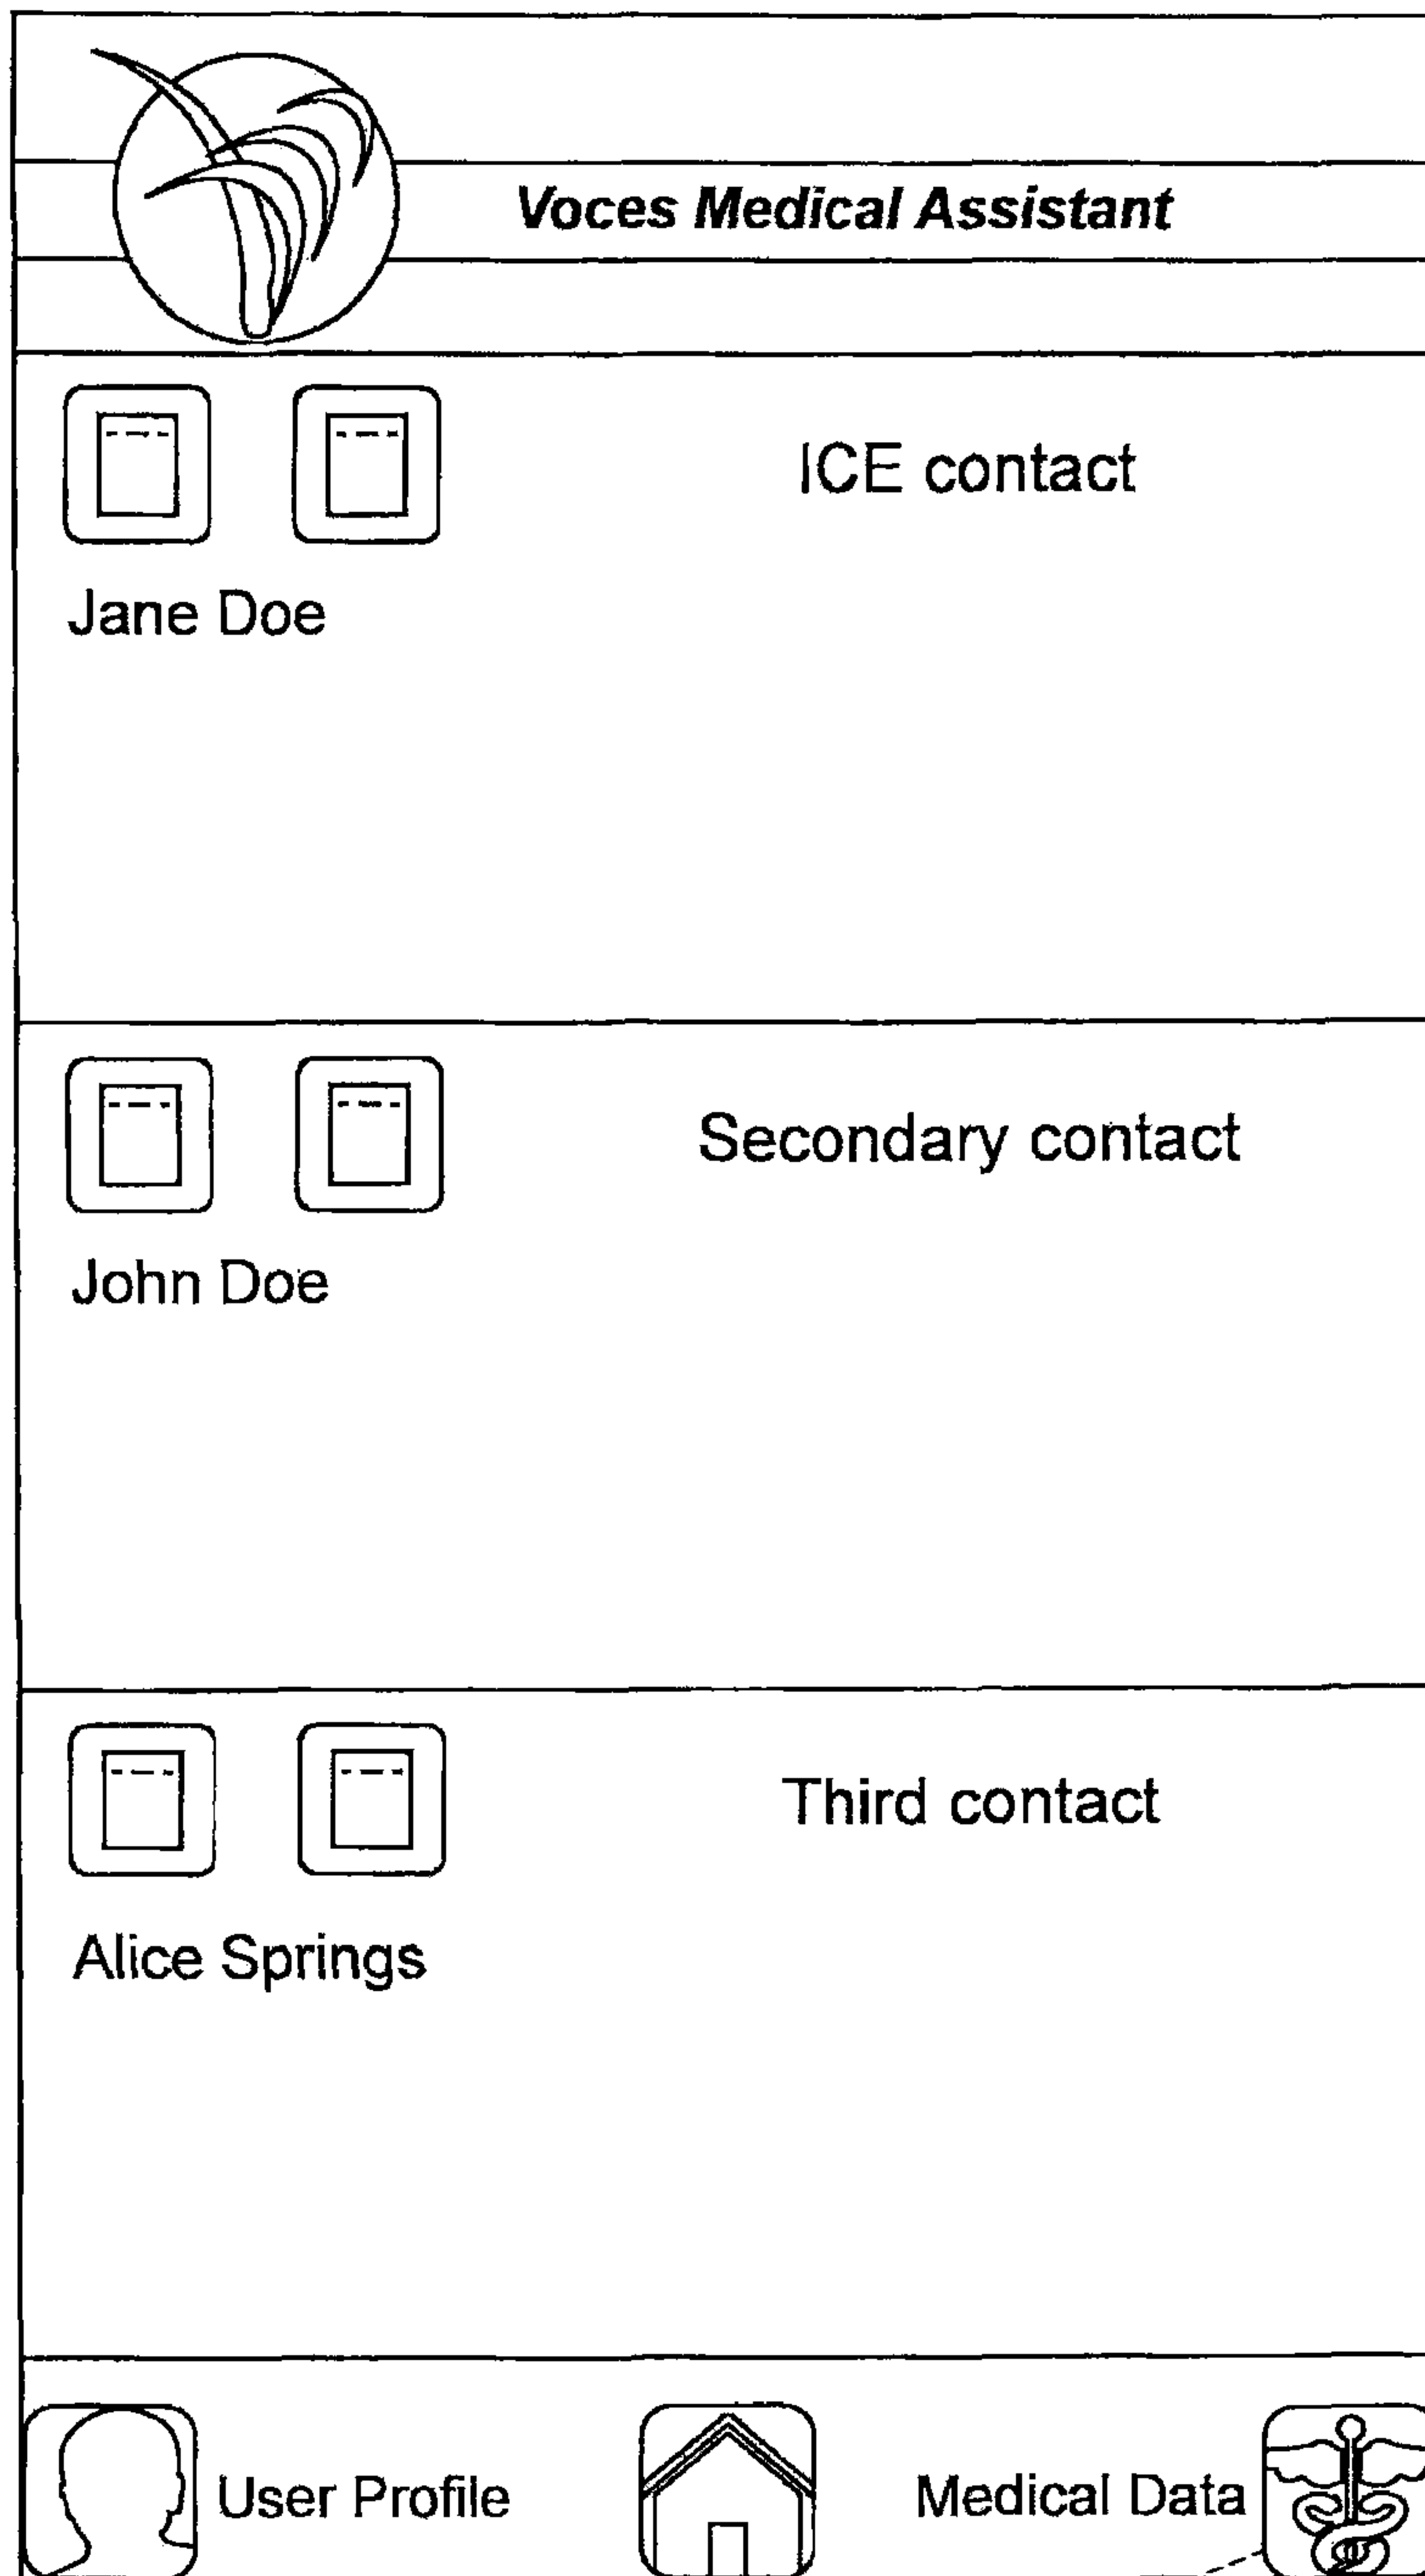 Voces Medical Assistant
ICE contact
Jane Doe
Secondary contact
John Doe
Third contact
Alice Springs
User Profile
Medical Data